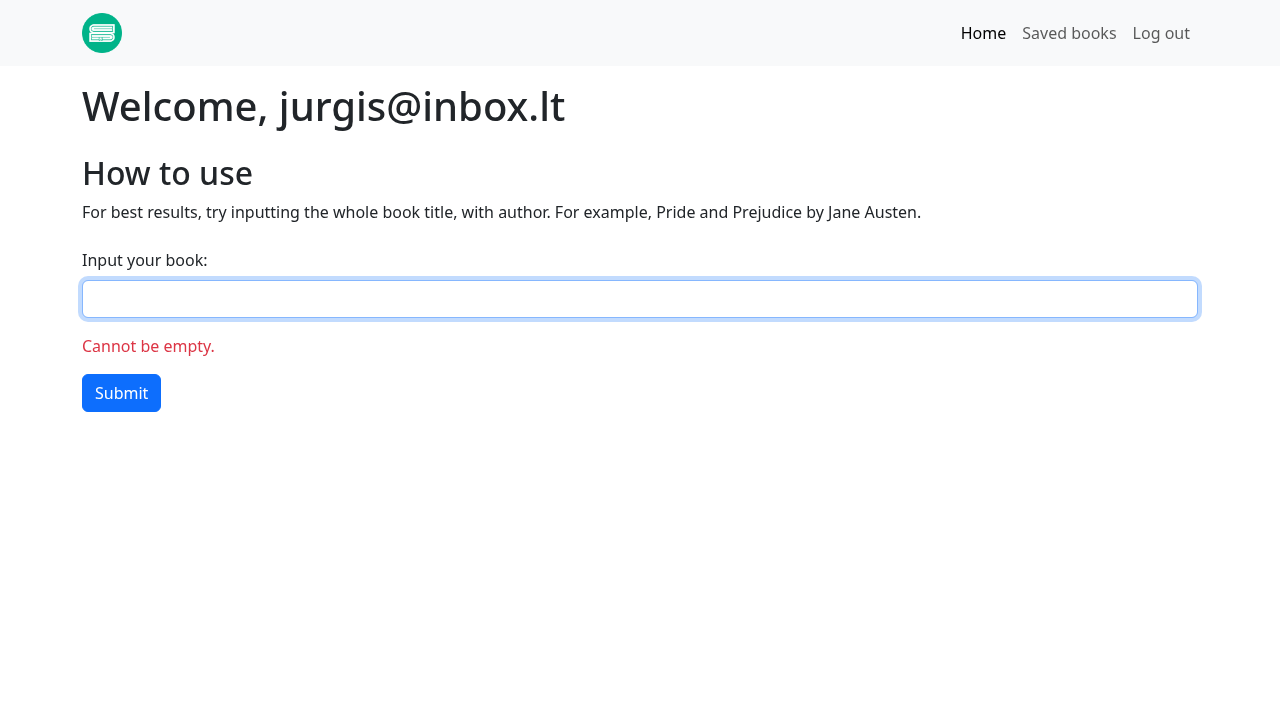 Home Saved books Log out
Welcome, jurgis@inbox.lt
How to use
For best results, try inputting the whole book title, with author. For example, Pride and Prejudice by Jane Austen.
Input your book:
Cannot be empty.
Submit